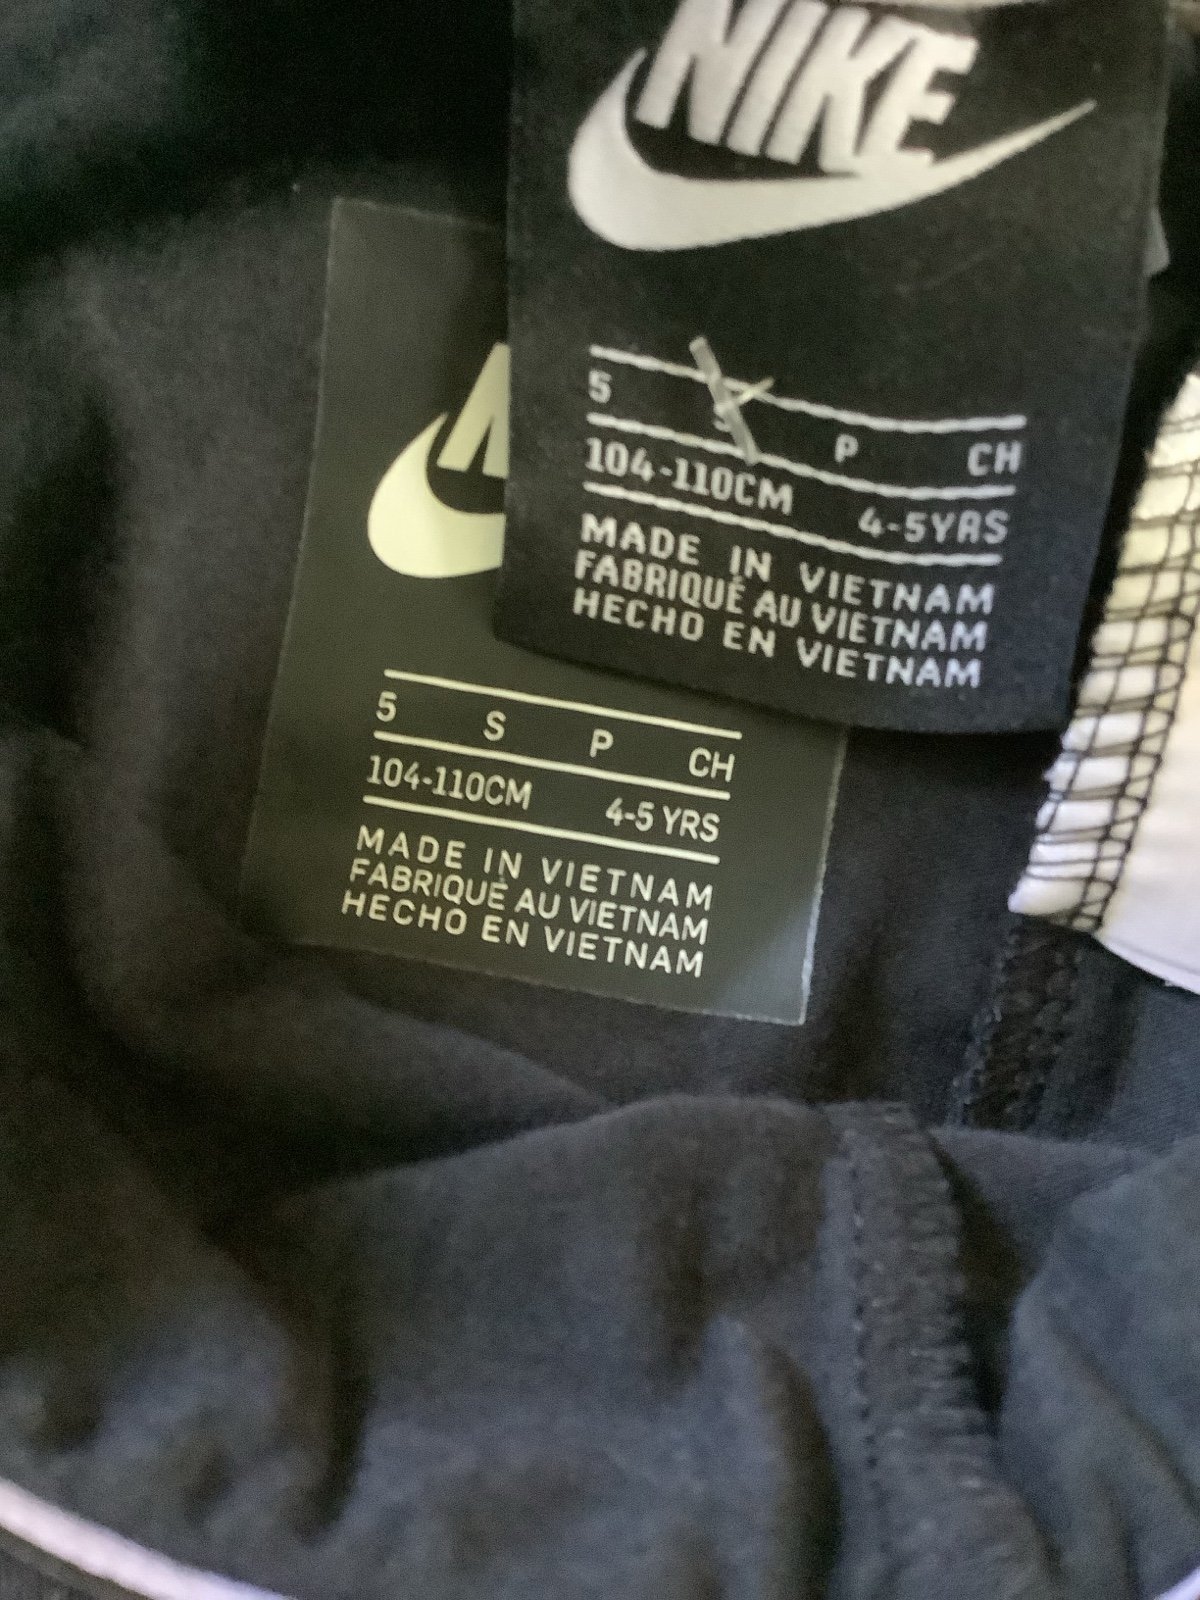 NIKE
5 S P CH
104-110CM 4-5YRS
MADE IN VIETNAM
FABRIQUÉ AU VIETNAM
HECHO EN VIETNAM
5 S P CH
104-110CM 4-5 YRS
MADE IN VIETNAM
FABRIQUÉ AU VIETNAM
HECHO EN VIETNAM